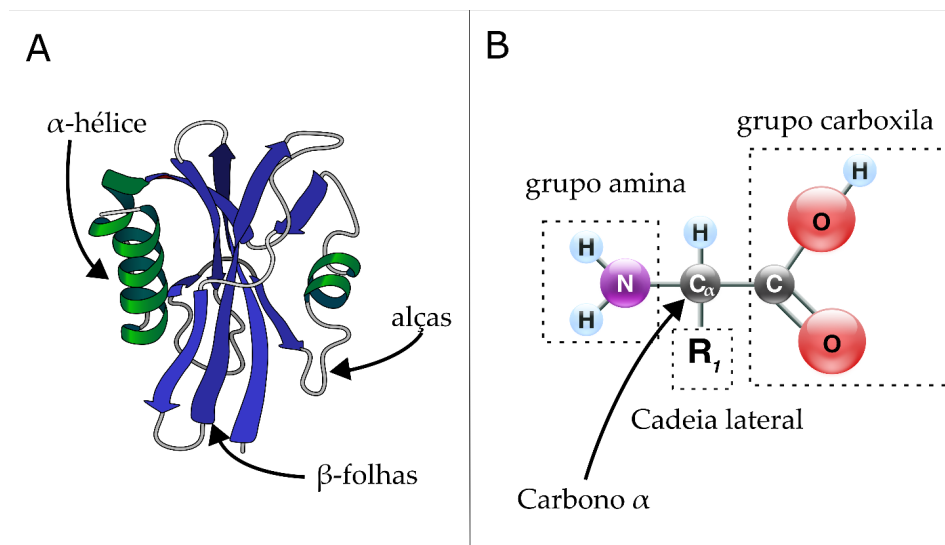 A
α-hélice
alças
β-folhas
B
grupo carboxila
grupo amina
H
O
H
H
N
Cα
C
H
O
R1
Cadeia lateral
Carbono α